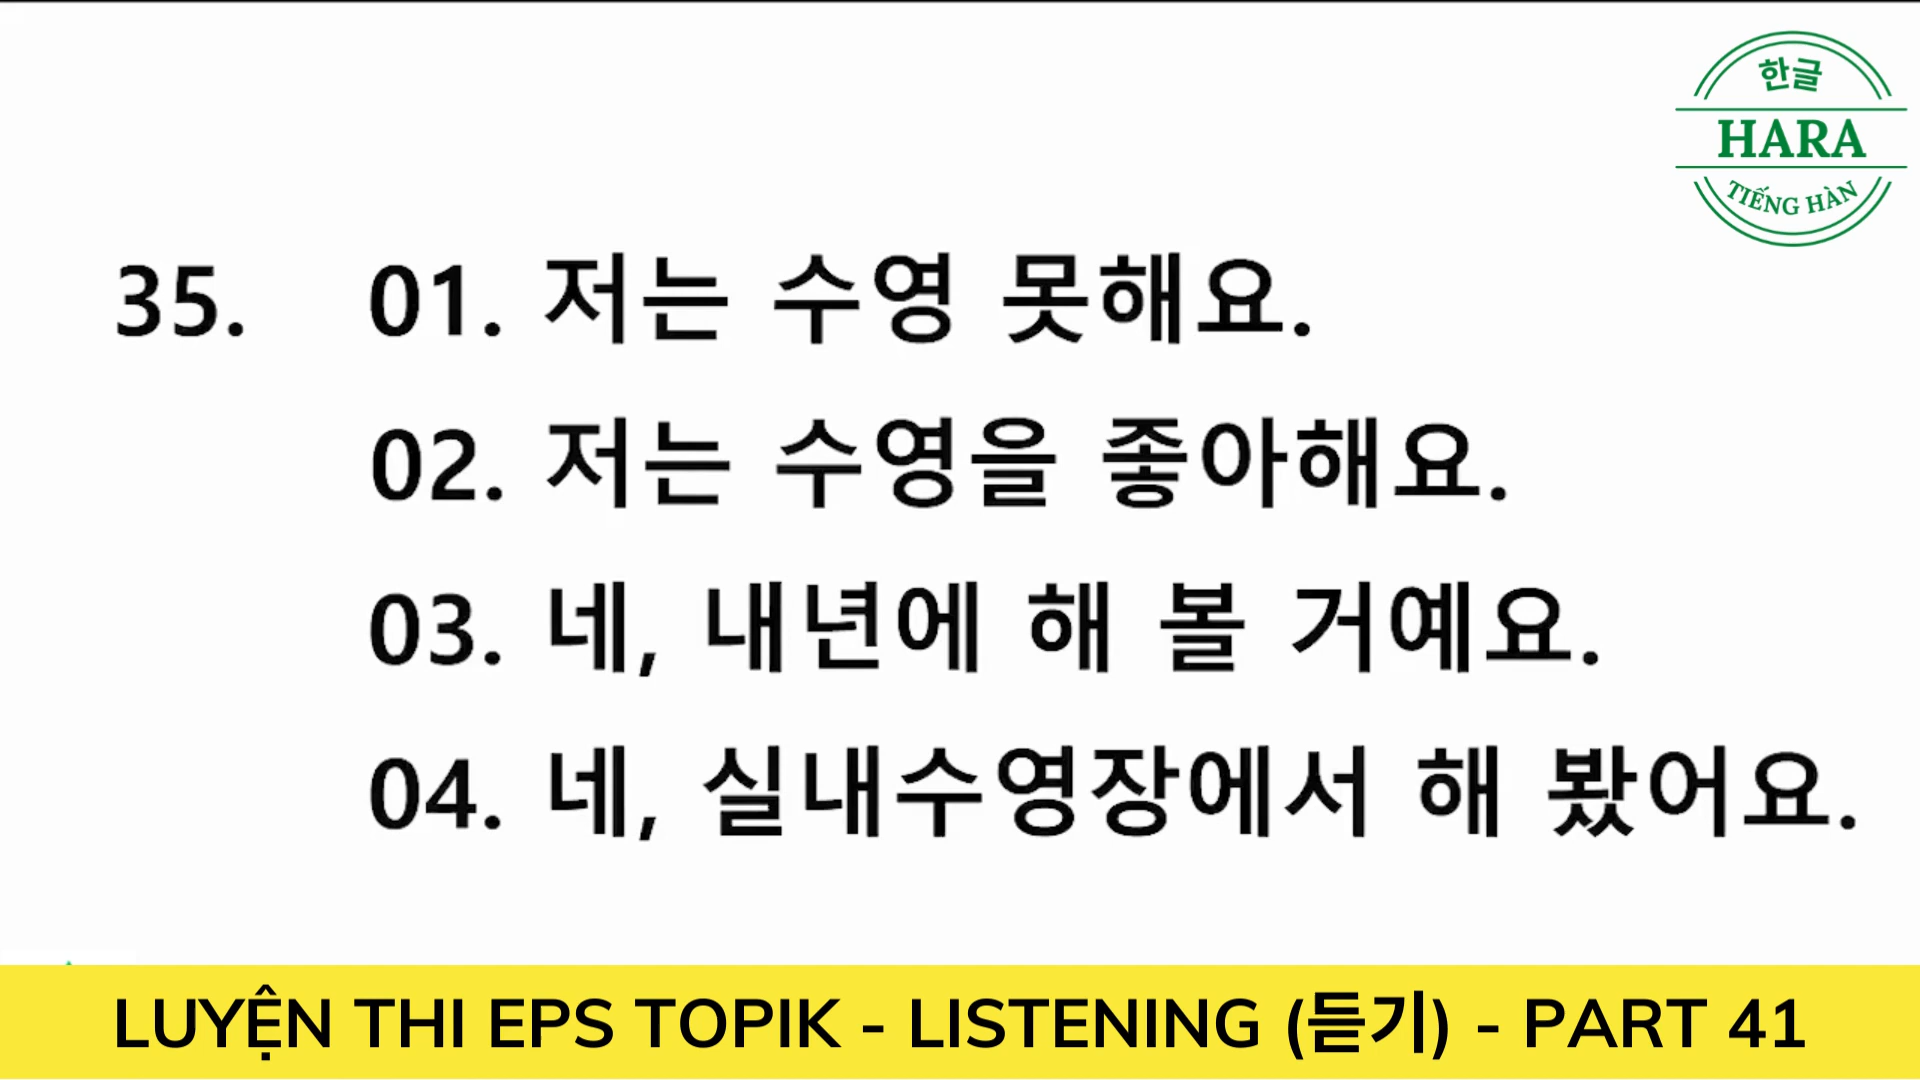 한글
HARA
TIẾNG HÀN
35. 01. 저는 수영 못해요.
02. 저는 수영을 좋아해요.
03. 네, 내년에 해 볼 거예요.
04. 네, 실내수영장에서 해 봤어요.
LUYỆN THI EPS TOPIK - LISTENING (듣기) - PART 41